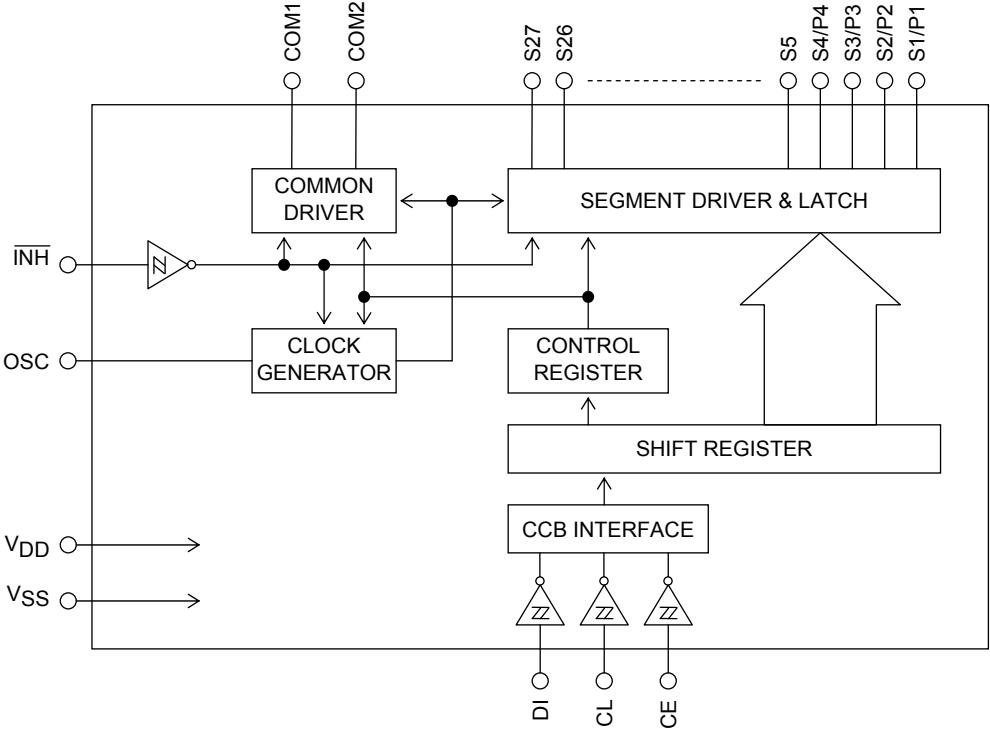 COM1
COM2
S27
S26
S5
S4/P4
S3/P3
S2/P2
S1/P1
COMMON
DRIVER
SEGMENT DRIVER & LATCH
I̅N̅H̅
OSC
CLOCK
GENERATOR
CONTROL
REGISTER
SHIFT REGISTER
CCB INTERFACE
VDD
VSS
DI
CL
CE